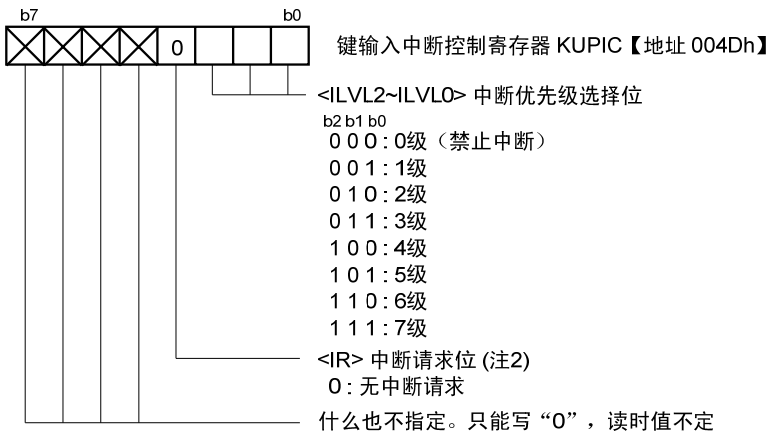 b7 b0
0
键输入中断控制寄存器 KUPIC【地址 004Dh】
<ILVL2~ILVL0> 中断优先级选择位
b2 b1 b0
0 0 0 : 0级（禁止中断）
0 0 1 : 1级
0 1 0 : 2级
0 1 1 : 3级
1 0 0 : 4级
1 0 1 : 5级
1 1 0 : 6级
1 1 1 : 7级
<IR> 中断请求位 (注2)
0 : 无中断请求
什么也不指定。只能写“0”，读时值不定